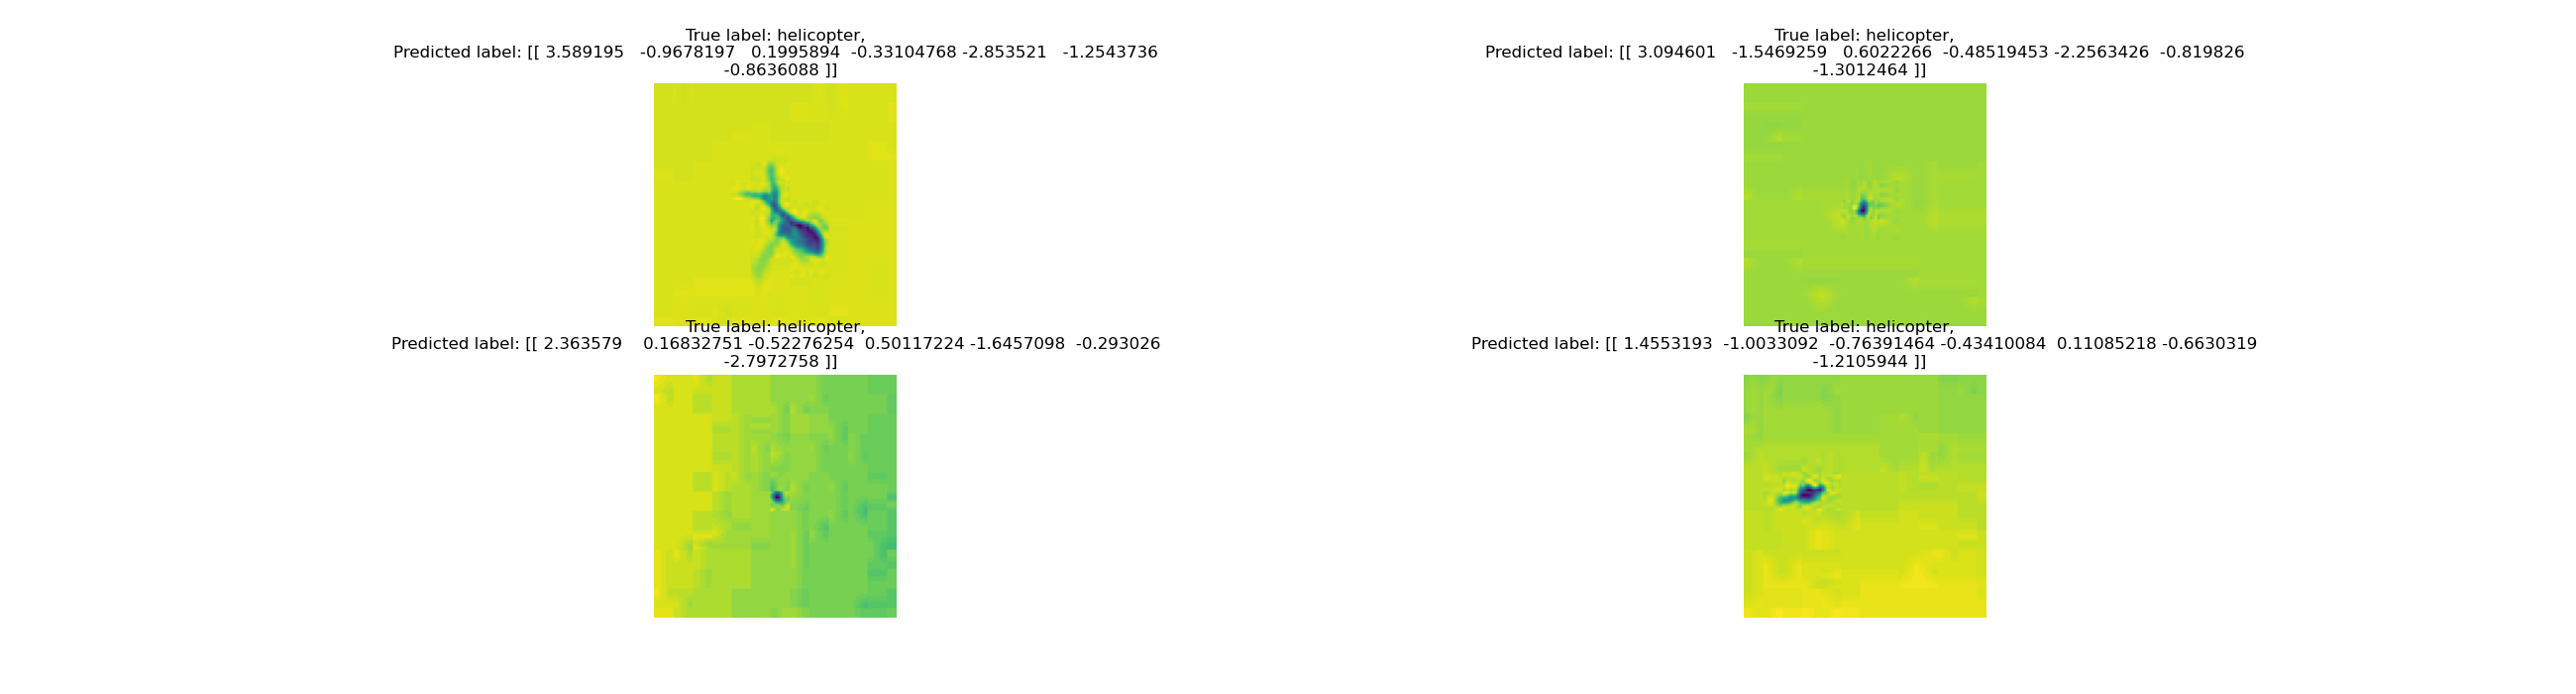 True label: helicopter,
Predicted label: [[ 3.589195 -0.9678197 0.1995894 -0.33104768 -2.853521 -1.2543736
-0.8636088 ]]
True label: helicopter,
Predicted label: [[ 3.094601 -1.5469259 0.6022266 -0.48519453 -2.2563426 -0.819826
-1.3012464 ]]
True label: helicopter,
Predicted label: [[ 2.363579 0.16832751 -0.52276254 0.50117224 -1.6457098 -0.293026
-2.7972758 ]]
True label: helicopter,
Predicted label: [[ 1.4553193 -1.0033092 -0.76391464 -0.43410084 0.11085218 -0.6630319
-1.2105944 ]]